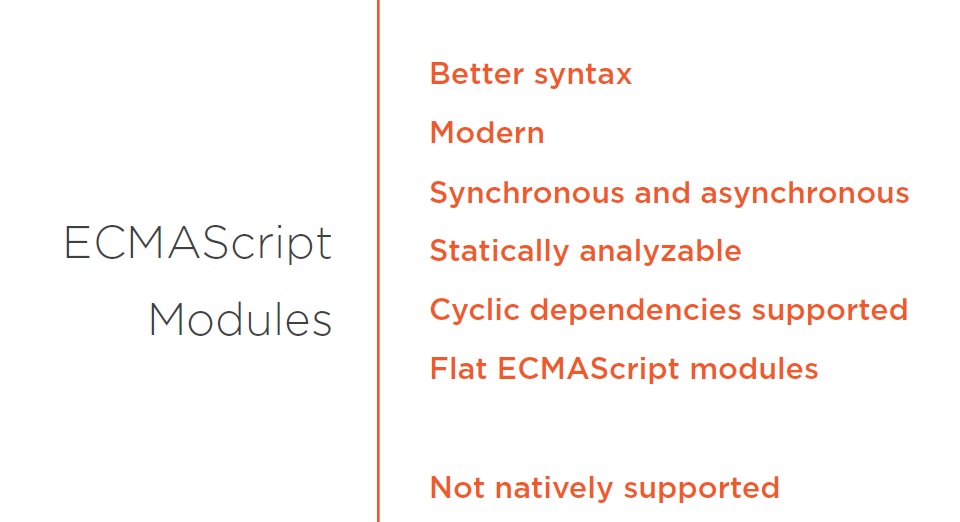 ECMAScript
Modules
Better syntax
Modern
Synchronous and asynchronous
Statically analyzable
Cyclic dependencies supported
Flat ECMAScript modules
Not natively supported